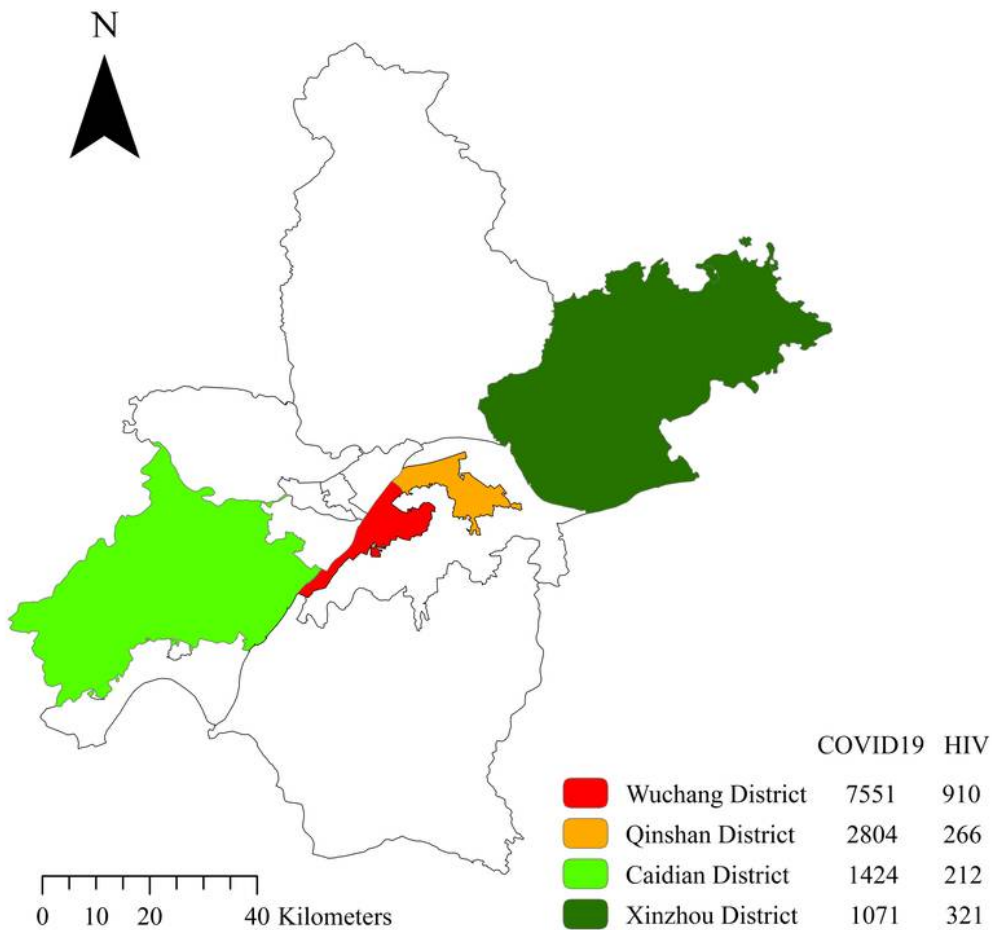 N
COVID19 HIV
Wuchang District 7551 910
Qinshan District 2804 266
Caidian District 1424 212
Xinzhou District 1071 321
0 10 20 40 Kilometers